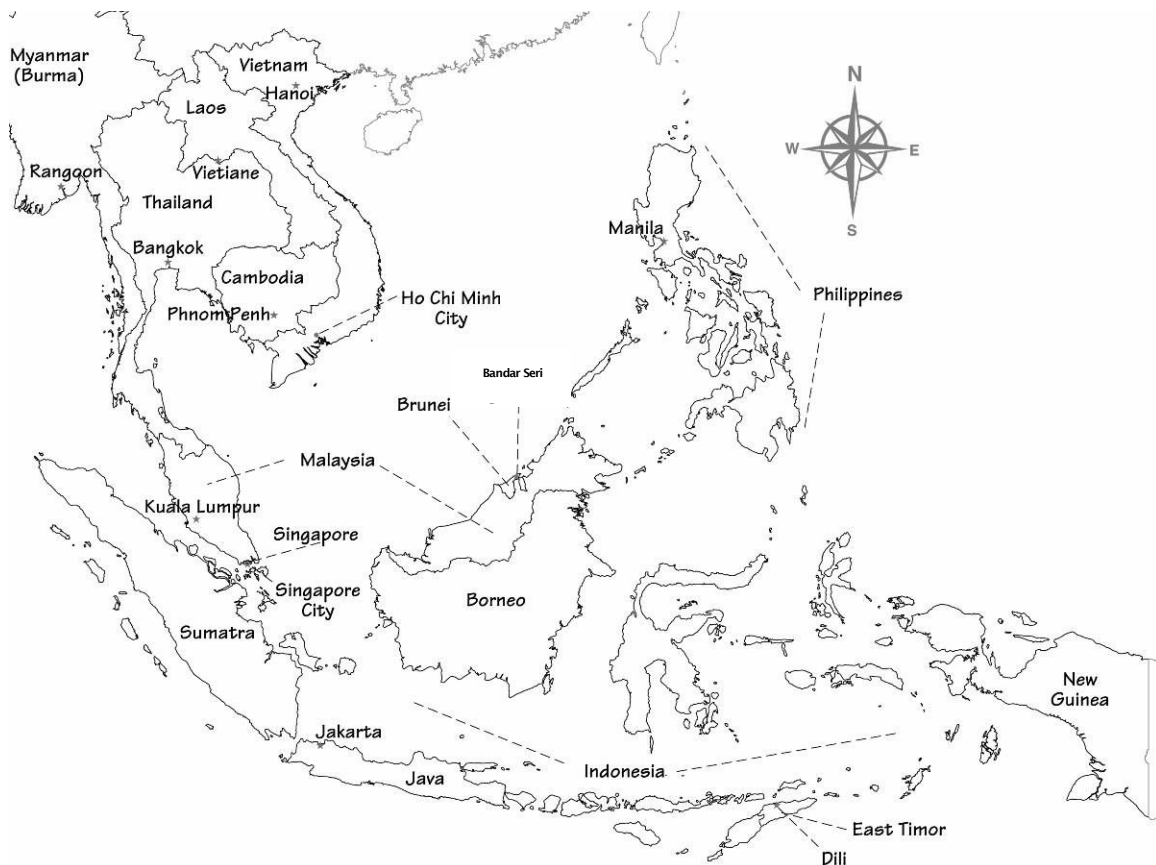 Myanmar
(Burma)
Vietnam
Hanoi
Laos
N
W
E
S
Rangoon
Vietiane
Thailand
Manila
Bangkok
Cambodia
Philippines
Phnom Penh
Ho Chi Minh
City
Bandar Seri
Brunei
Malaysia
Kuala Lumpur
Singapore
Singapore
City
Borneo
Sumatra
New
Guinea
Jakarta
Java
Indonesia
East Timor
Dili